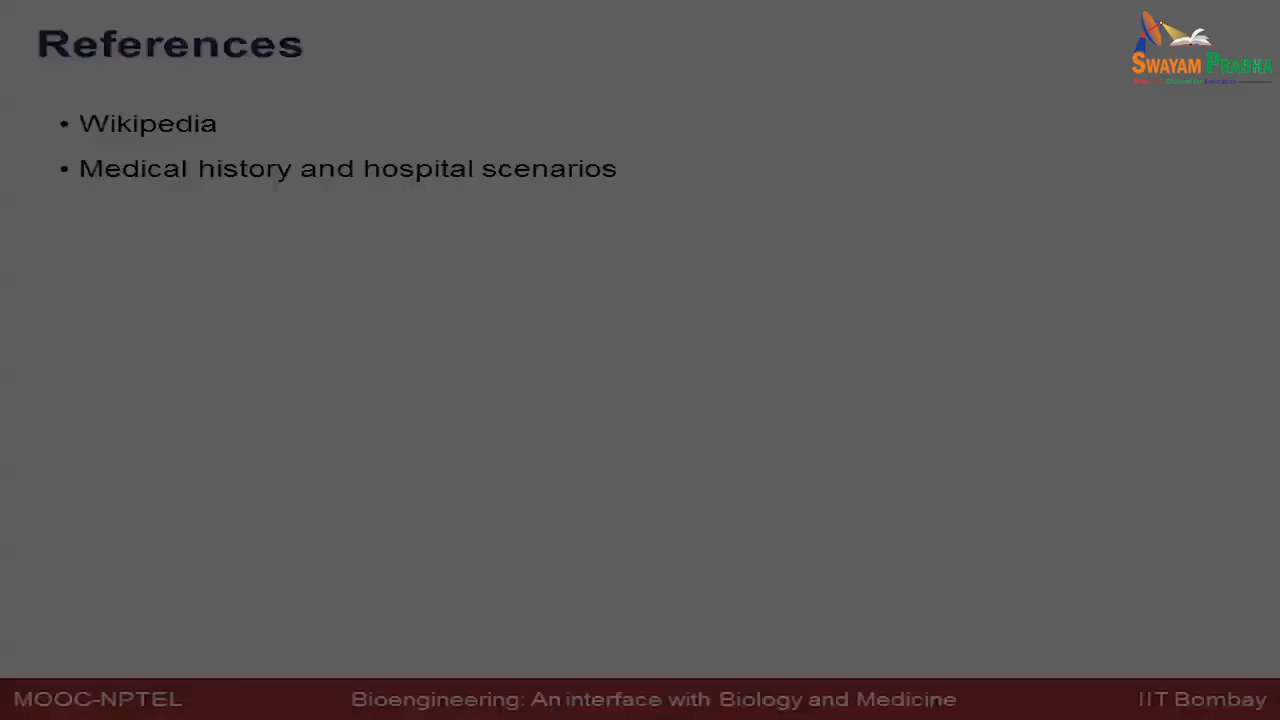 References
SWAYAM PRABHA
• Wikipedia
• Medical history and hospital scenarios
MOOC-NPTEL Bioengineering: An interface with Biology and Medicine IIT Bombay